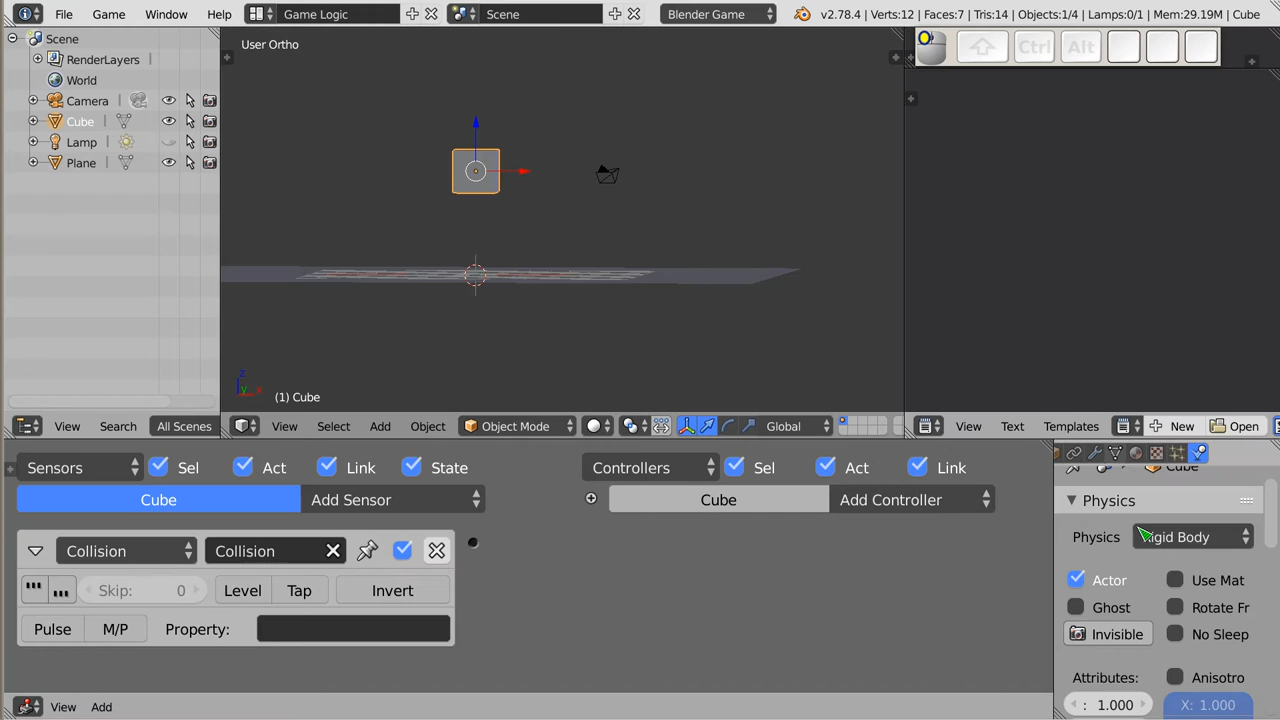 File Game Window Help Game Logic Scene Blender Game v2.78.4 | Verts:12 | Faces:7 | Tris:14 | Objects:1/4 | Lamps:0/1 | Mem:29.19M | Cube
Scene
RenderLayers
World
Camera
Cube
Lamp
Plane
View Search All Scenes
User Ortho
z
y x
(1) Cube
View Select Add Object Object Mode Global
Ctrl Alt
View Text Templates New Open
Sensors Sel Act Link State
Cube Add Sensor
Collision Collision
Skip: 0 Level Tap Invert
Pulse M/P Property:
Controllers Sel Act Link
Cube Add Controller
View Add
Cube
Physics
Physics igid Body
Actor Use Mat
Ghost Rotate Fr
Invisible No Sleep
Attributes: Anisotro
: 1.000 X: 1.000